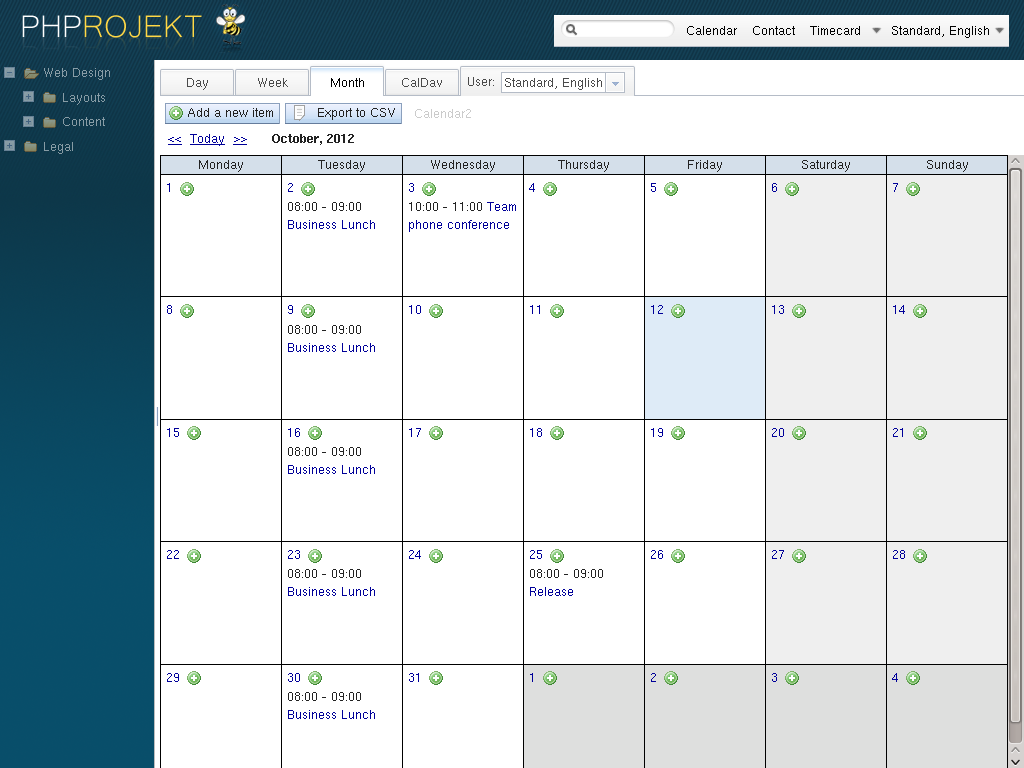 PHPROJEKT
Calendar Contact Timecard Standard, English
Web Design
Layouts
Content
Legal
Day Week Month CalDav User: Standard, English
Add a new item Export to CSV Calendar2
<< Today >> October, 2012
Monday Tuesday Wednesday Thursday Friday Saturday Sunday
1 2 3 4 5 6 7
08:00 - 09:00 10:00 - 11:00 Team
Business Lunch phone conference
8 9 10 11 12 13 14
08:00 - 09:00
Business Lunch
15 16 17 18 19 20 21
08:00 - 09:00
Business Lunch
22 23 24 25 26 27 28
08:00 - 09:00 08:00 - 09:00
Business Lunch Release
29 30 31 1 2 3 4
08:00 - 09:00
Business Lunch